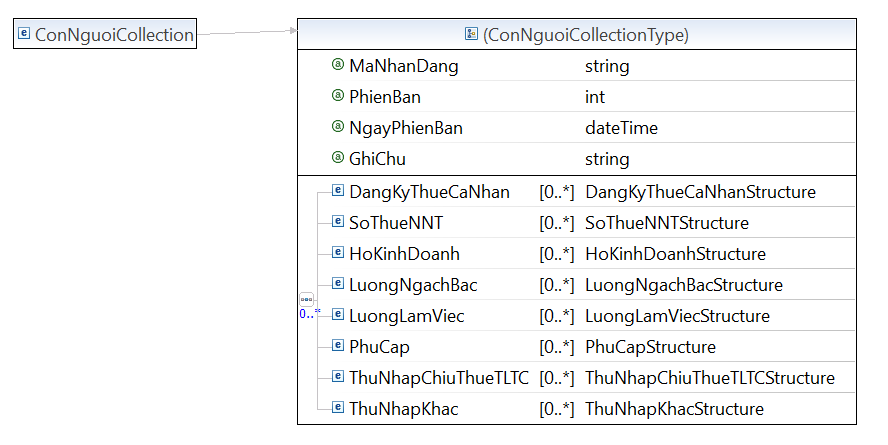 ConNguoiCollection
(ConNguoiCollectionType)
MaNhanDang string
PhienBan int
NgayPhienBan dateTime
GhiChu string
DangKyThueCaNhan [0..*] DangKyThueCaNhanStructure
SoThueNNT [0..*] SoThueNNTStructure
HoKinhDoanh [0..*] HoKinhDoanhStructure
LuongNgachBac [0..*] LuongNgachBacStructure
0..*
LuongLamViec [0..*] LuongLamViecStructure
PhuCap [0..*] PhuCapStructure
ThuNhapChiuThueTLTC [0..*] ThuNhapChiuThueTLTCStructure
ThuNhapKhac [0..*] ThuNhapKhacStructure